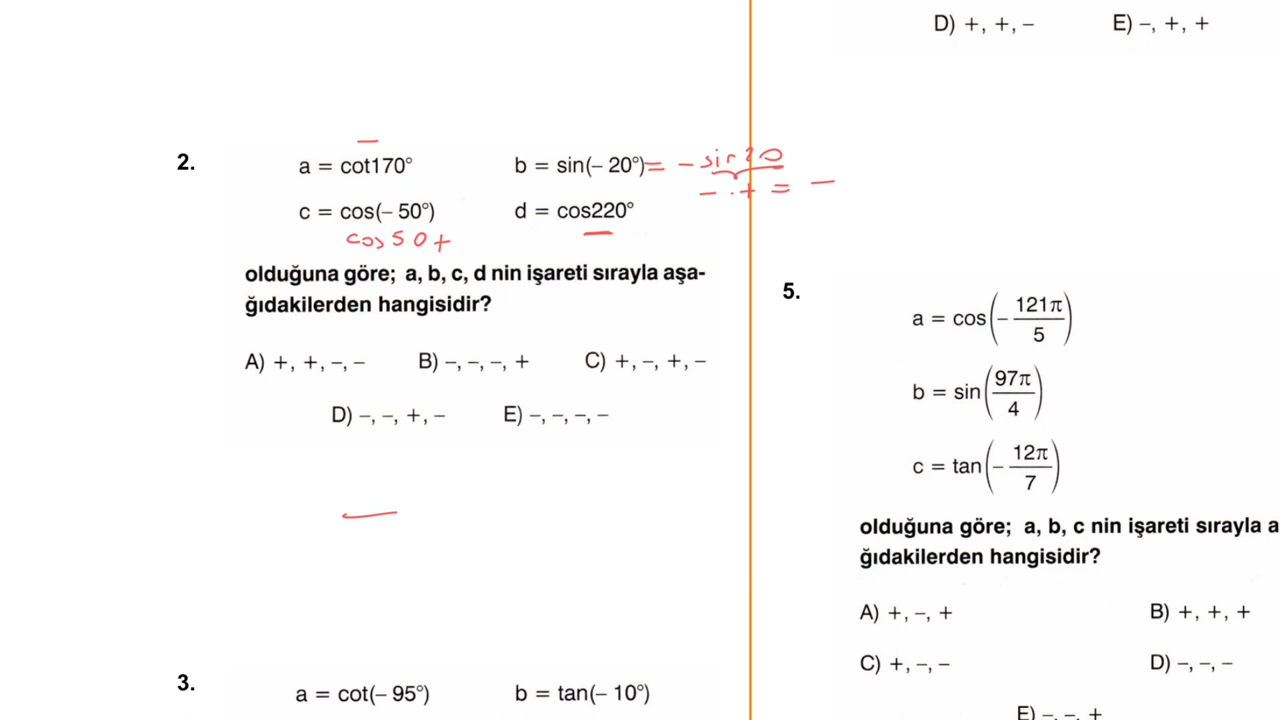 2.
–
a = cot170°
b = sin(– 20°) = – sin 20
– . + = –
c = cos(– 50°)
d = cos220°
cos 50 +
–
olduğuna göre; a, b, c, d nin işareti sırayla aşa-
ğıdakilerden hangisidir?
A) +, +, –, –
B) –, –, –, +
C) +, –, +, –
D) –, –, +, –
E) –, –, –, –
3.
a = cot(– 95°)
b = tan(– 10°)
D) +, +, –
E) –, +, +
5.
a = cos(– 121π/5)
b = sin(97π/4)
c = tan(– 12π/7)
olduğuna göre; a, b, c nin işareti sırayla a
ğıdakilerden hangisidir?
A) +, –, +
B) +, +, +
C) +, –, –
D) –, –, –
E) –, –, +